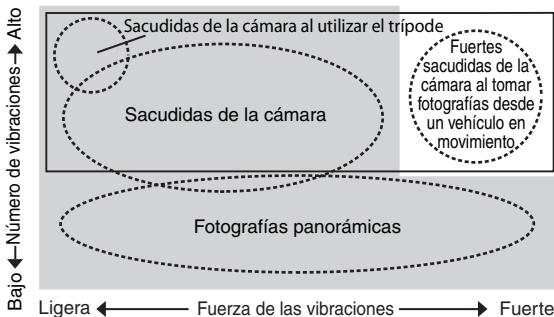 Sacudidas de la cámara al utilizar el trípode
Fuertes
sacudidas de la
cámara al tomar
fotografías desde
un vehículo en
movimiento
Sacudidas de la cámara
Fotografías panorámicas
Bajo ← Número de vibraciones → Alto
Ligera ← Fuerza de las vibraciones → Fuerte